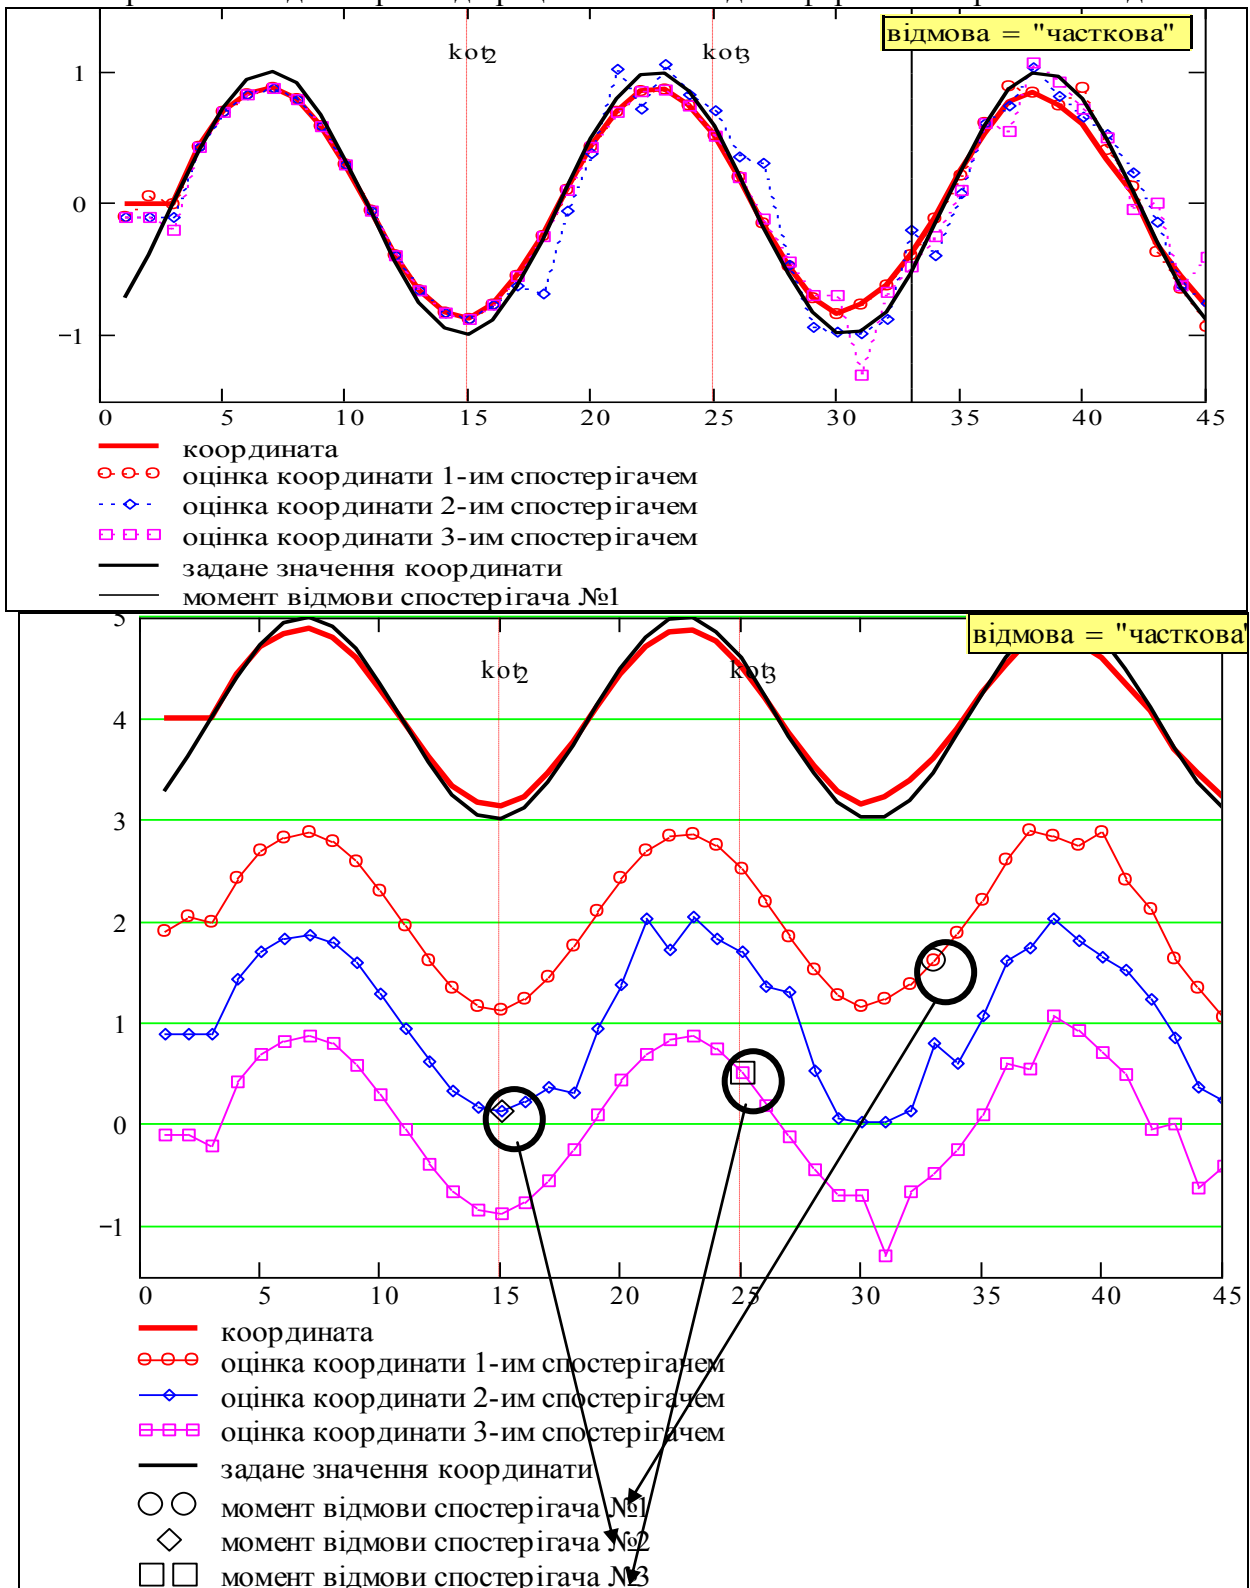 kot2
kot3
відмова = "часткова"
1
0
−1
0
5
10
15
20
25
30
35
40
45
координата
оцінка координати 1-им спостерігачем
оцінка координати 2-им спостерігачем
оцінка координати 3-им спостерігачем
задане значення координати
момент відмови спостерігача №1
5
відмова = "часткова"
kot2
kot3
4
3
2
1
0
−1
0
5
10
15
20
25
30
35
40
45
координата
оцінка координати 1-им спостерігачем
оцінка координати 2-им спостерігачем
оцінка координати 3-им спостерігачем
задане значення координати
момент відмови спостерігача №1
момент відмови спостерігача №2
момент відмови спостерігача №3